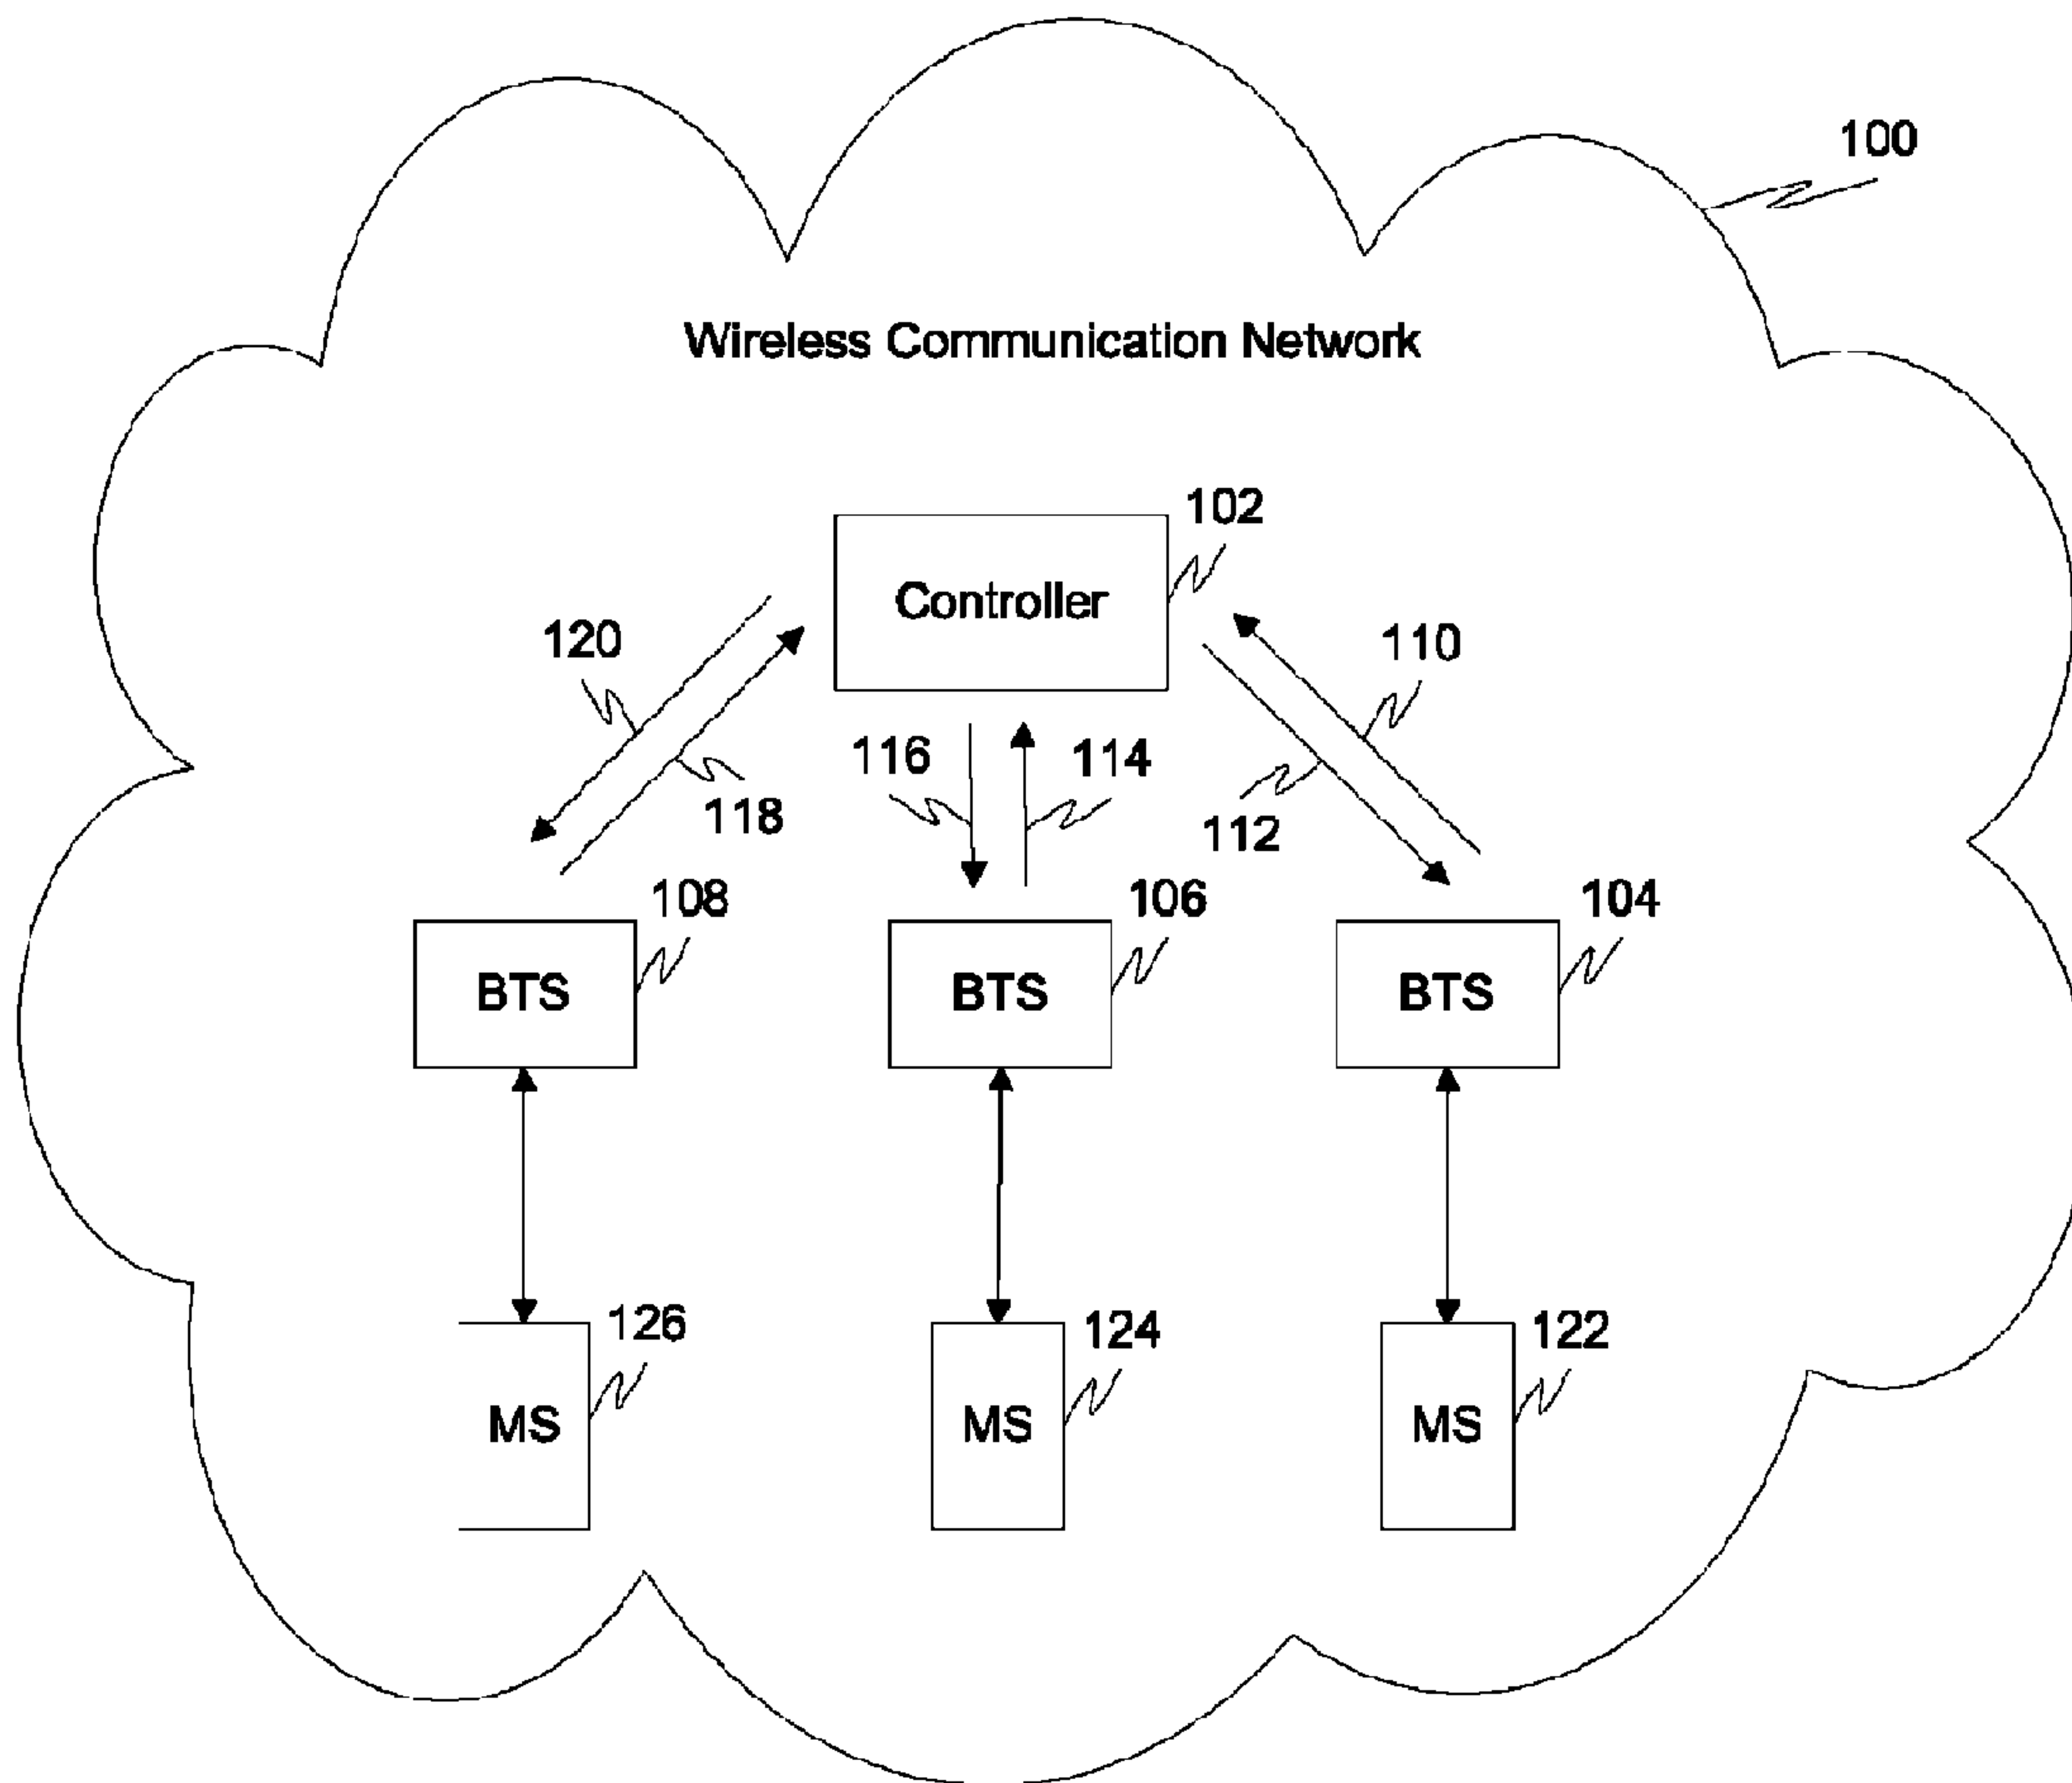 100
Wireless Communication Network
102
Controller
120
110
116
114
118
112
108
106
104
BTS
BTS
BTS
126
124
122
MS
MS
MS